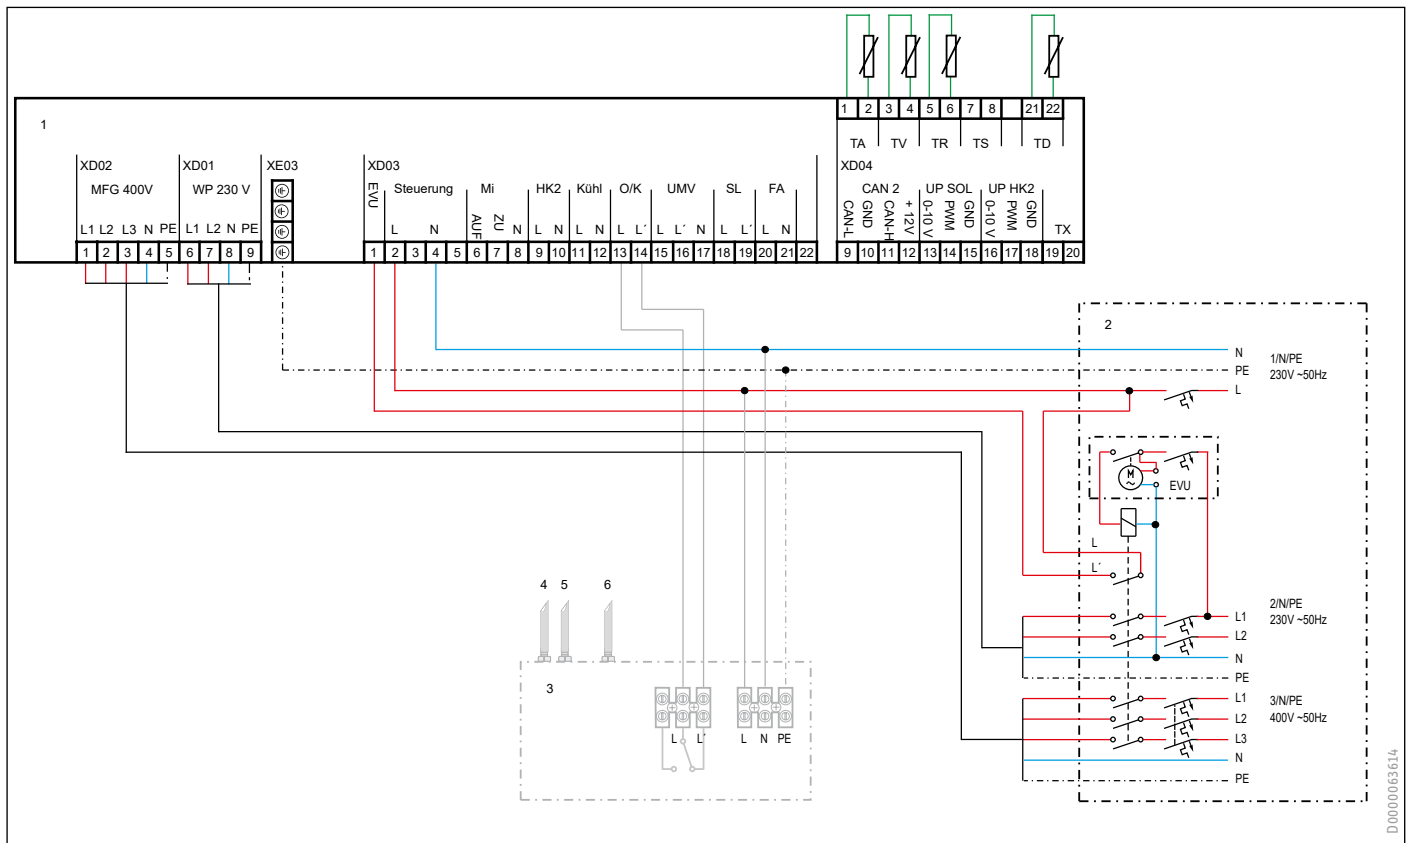 1 2 3 4 5 6 7 8 21 22
1
TA TV TR TS TD
XD02 XD01 XE03 XD03 XD04
MFG 400V WP 230 V EVU Steuerung Mi HK2 Kühl O/K UMV SL FA CAN 2 UP SOL UP HK2
L1 L2 L3 N PE L1 L2 N PE L N AUF ZU N L N L N L L´ L L´ N L L´ L N CAN-L GND CAN-H + 12V 0-10 V PWM GND 0-10 V PWM GND TX
1 2 3 4 5 6 7 8 9 1 2 3 4 5 6 7 8 9 10 11 12 13 14 15 16 17 18 19 20 21 22 9 10 11 12 13 14 15 16 17 18 19 20
2
N
1/N/PE
PE
230V ~50Hz
L
M
~
EVU
L
L´
4 5 6
2/N/PE
L1
230V ~50Hz
L2
N
PE
3
L1
3/N/PE
L2
400V ~50Hz
L L´ L N PE
L3
N
PE
D0000063614